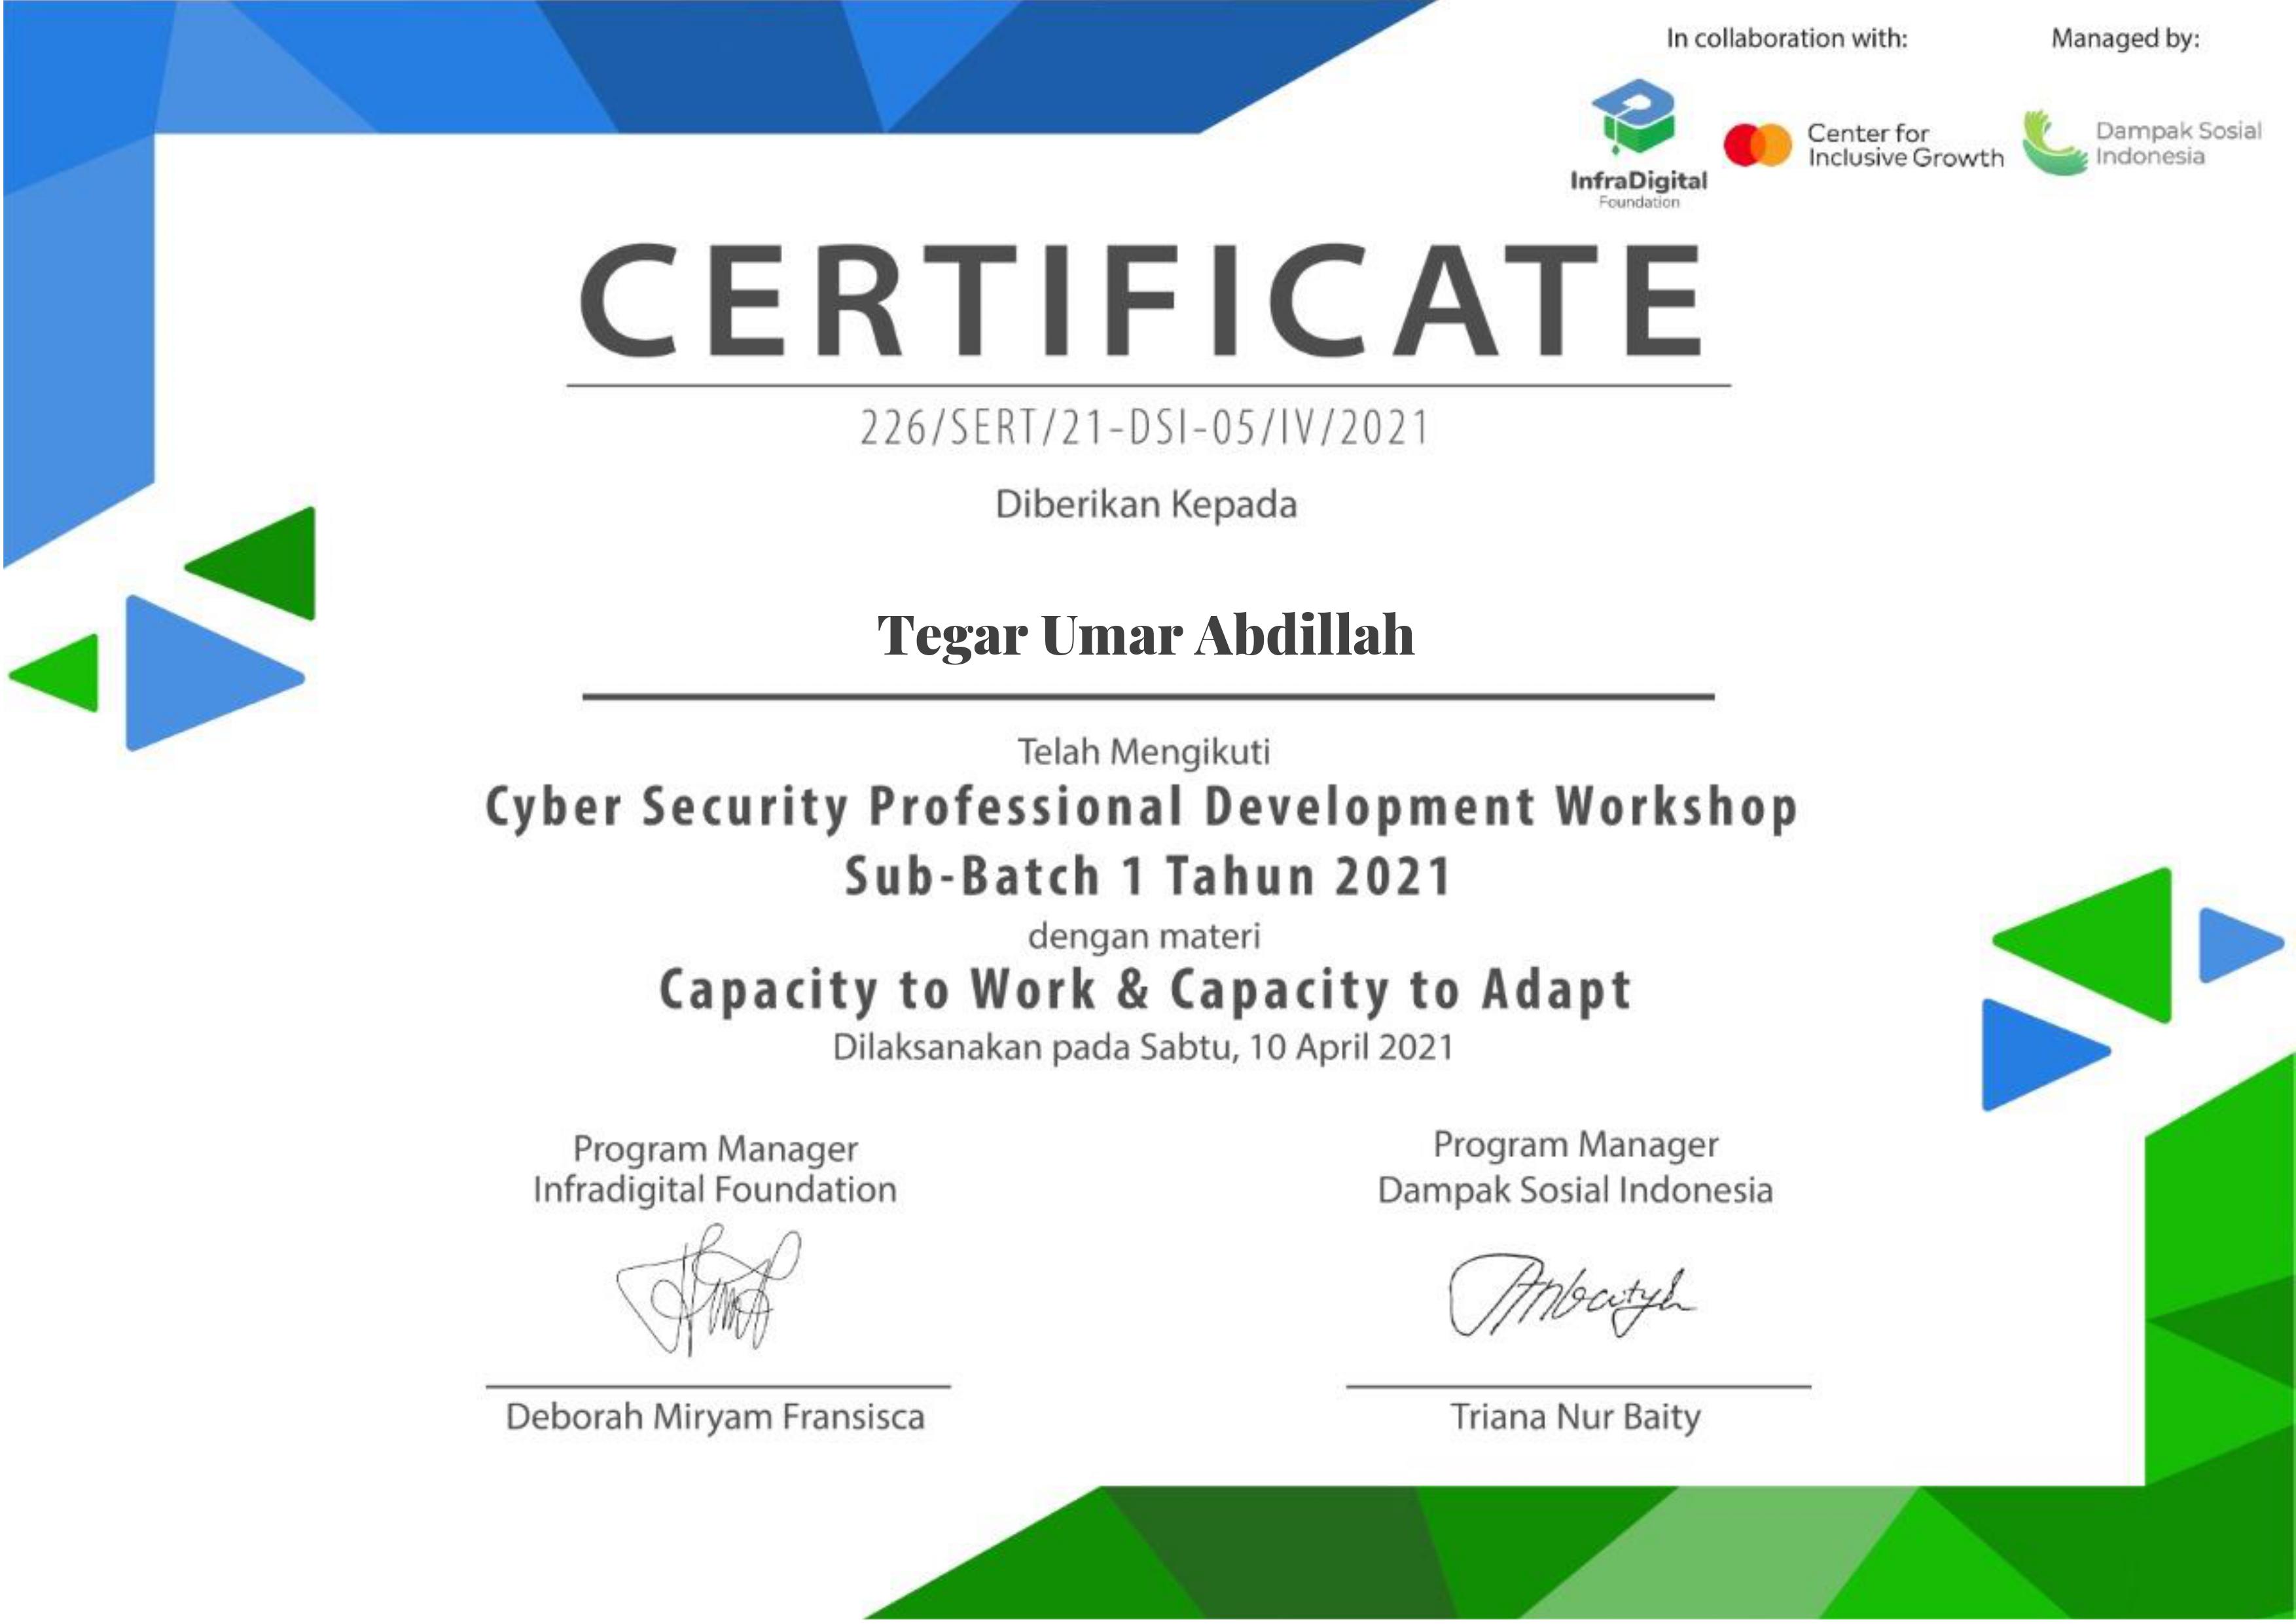 In collaboration with:
Managed by:
InfraDigital
Foundation
Center for
Inclusive Growth
Dampak Sosial
Indonesia
CERTIFICATE
226/SERT/21-DSI-05/IV/2021
Diberikan Kepada
Tegar Umar Abdillah
Telah Mengikuti
Cyber Security Professional Development Workshop
Sub-Batch 1 Tahun 2021
dengan materi
Capacity to Work & Capacity to Adapt
Dilaksanakan pada Sabtu, 10 April 2021
Program Manager
Infradigital Foundation
Deborah Miryam Fransisca
Program Manager
Dampak Sosial Indonesia
Triana Nur Baity